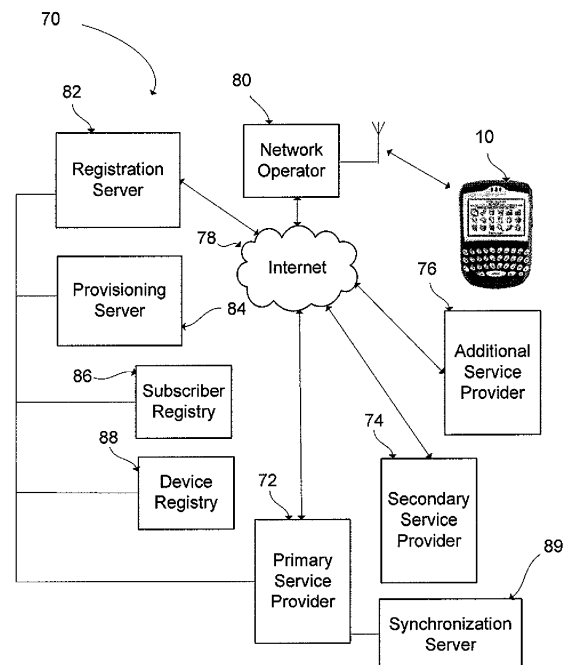 70
82
80
Registration
Server
Network
Operator
10
78
Internet
Provisioning
Server
84
76
Additional
Service
Provider
86
Subscriber
Registry
74
88
Device
Registry
72
Secondary
Service
Provider
Primary
Service
Provider
89
Synchronization
Server